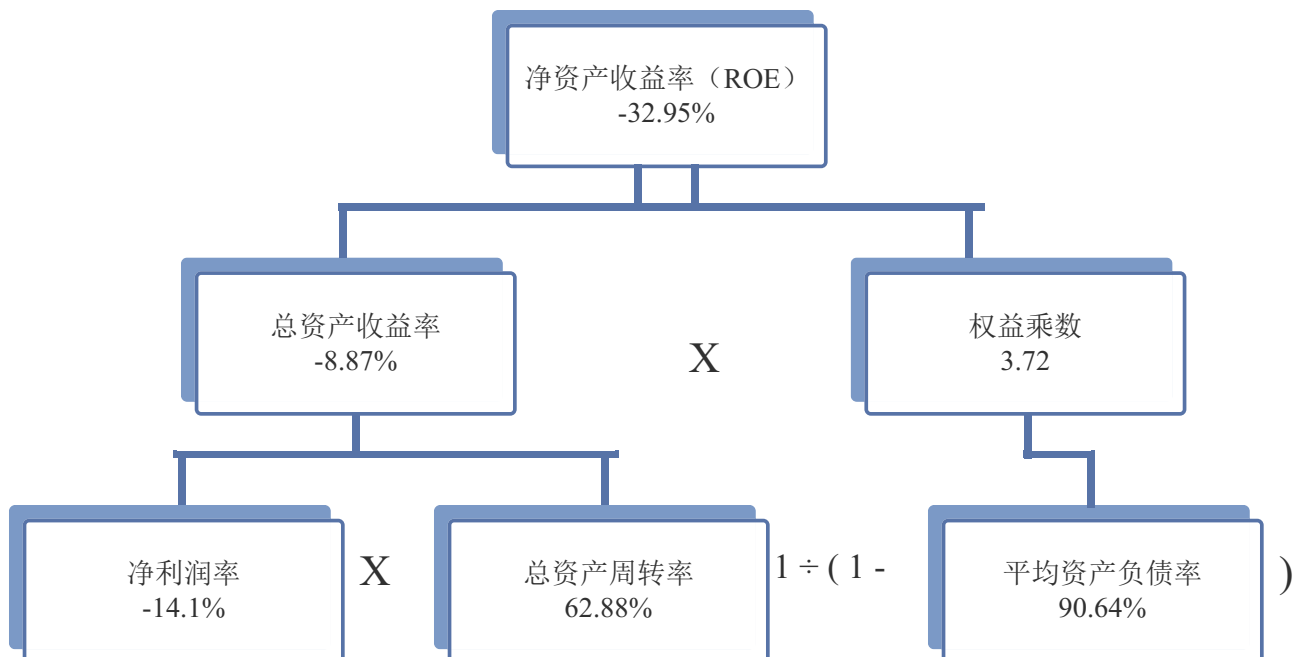 净资产收益率（ROE）
-32.95%
总资产收益率
-8.87%
X
权益乘数
3.72
净利润率
-14.1%
X
总资产周转率
62.88%
1 ÷ ( 1 -
平均资产负债率
90.64%
)